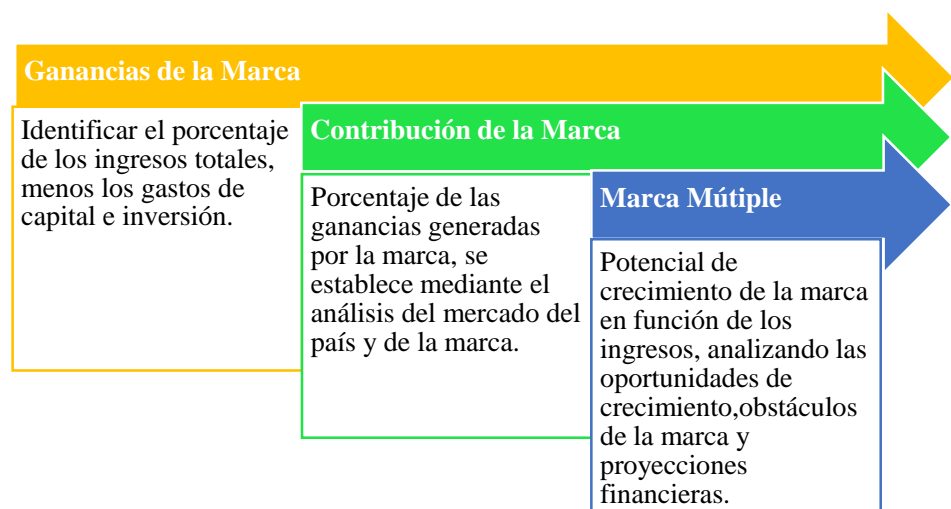 Ganancias de la Marca
Identificar el porcentaje
de los ingresos totales,
menos los gastos de
capital e inversión.
Contribución de la Marca
Porcentaje de las
ganancias generadas
por la marca, se
establece mediante el
análisis del mercado del
país y de la marca.
Marca Mútiple
Potencial de
crecimiento de la marca
en función de los
ingresos, analizando las
oportunidades de
crecimiento,obstáculos
de la marca y
proyecciones
financieras.